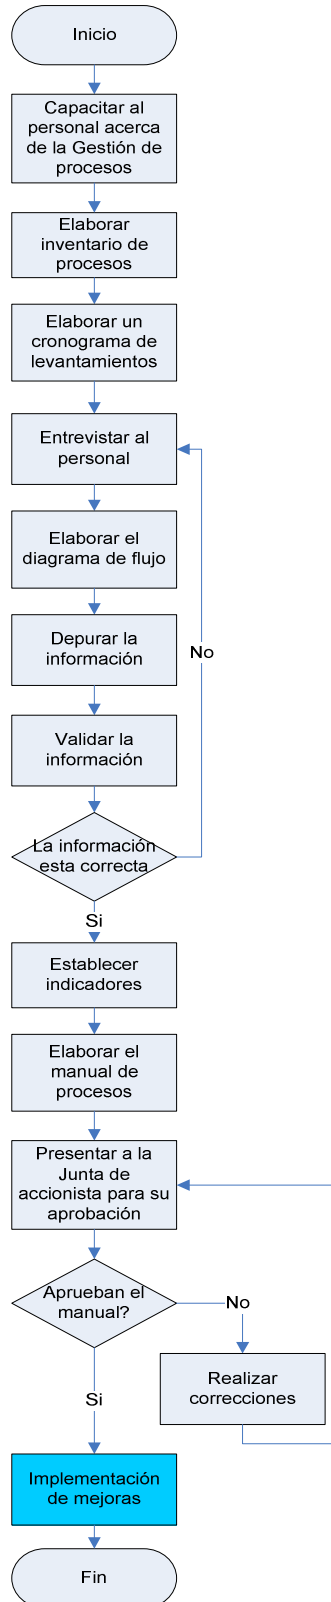 Inicio
Capacitar al
personal acerca
de la Gestión de
procesos
Elaborar
inventario de
procesos
Elaborar un
cronograma de
levantamientos
Entrevistar al
personal
Elaborar el
diagrama de flujo
Depurar la
información
No
Validar la
información
La información
esta correcta
Si
Establecer
indicadores
Elaborar el
manual de
procesos
Presentar a la
Junta de
accionista para su
aprobación
Aprueban el
manual?
No
Realizar
correcciones
Si
Implementación
de mejoras
Fin